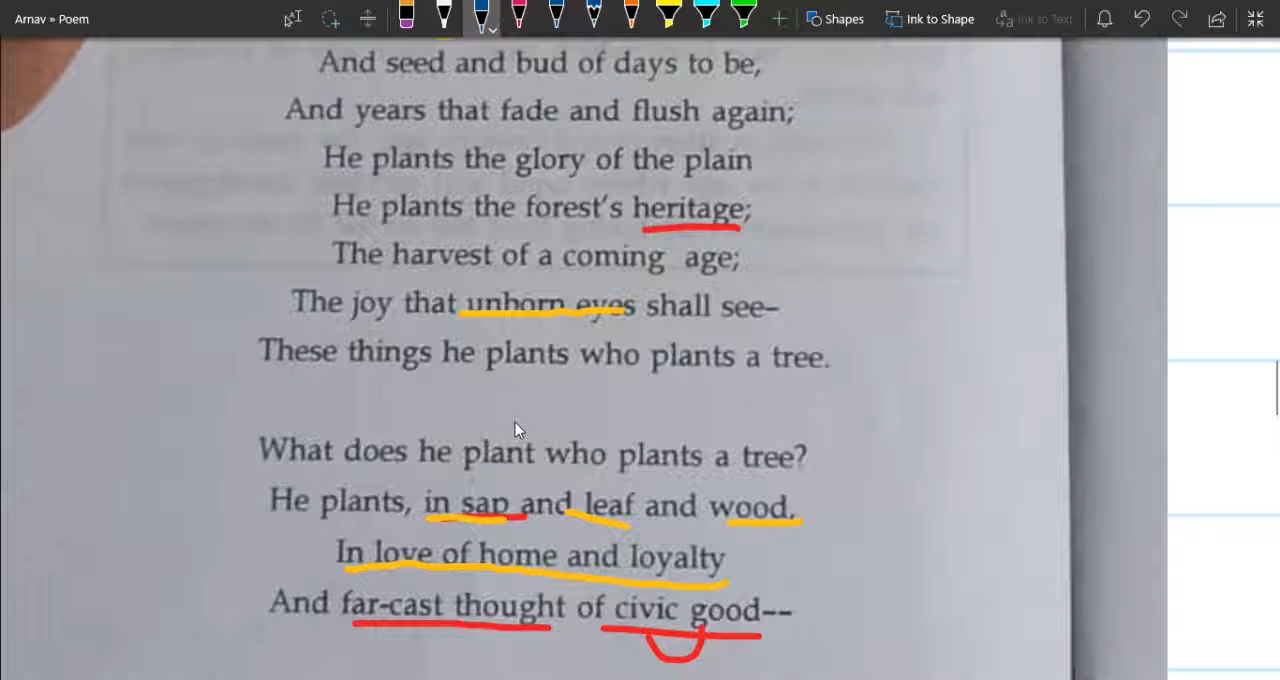 Arnav » Poem
Shapes
Ink to Shape
Ink to Text
And seed and bud of days to be,
And years that fade and flush again;
He plants the glory of the plain
He plants the forest's heritage;
The harvest of a coming age;
The joy that unborn eyes shall see–
These things he plants who plants a tree.
What does he plant who plants a tree?
He plants, in sap and leaf and wood.
In love of home and loyalty
And far-cast thought of civic good--